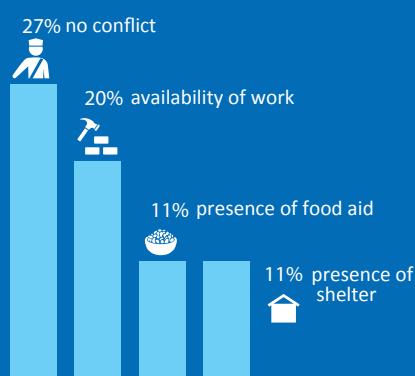 27% no conflict
20% availability of work
11% presence of food aid
11% presence of
shelter